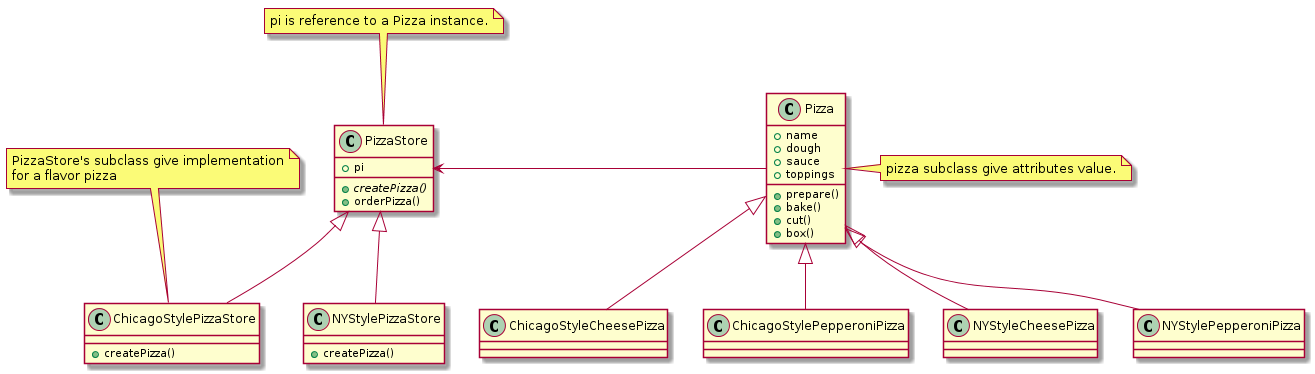 pi is reference to a Pizza instance.
C Pizza
name
dough
sauce
toppings
prepare()
bake()
cut()
box()
pizza subclass give attributes value.
C PizzaStore
pi
createPizza()
orderPizza()
PizzaStore's subclass give implementation
for a flavor pizza
C ChicagoStylePizzaStore
createPizza()
C NYStylePizzaStore
createPizza()
C ChicagoStyleCheesePizza
C ChicagoStylePepperoniPizza
C NYStyleCheesePizza
C NYStylePepperoniPizza